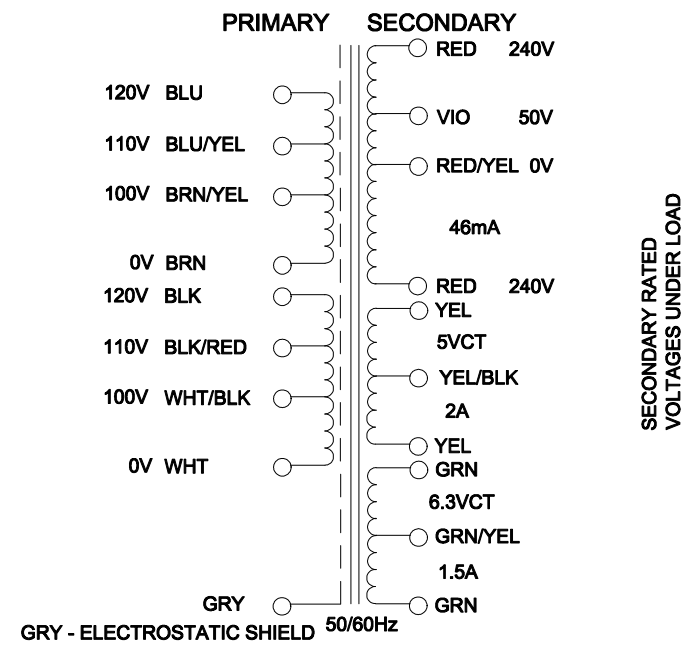 PRIMARY SECONDARY
RED 240V
120V BLU
VIO 50V
110V BLU/YEL
RED/YEL 0V
100V BRN/YEL
46mA
0V BRN
RED 240V
120V BLK
YEL
5VCT
110V BLK/RED
YEL/BLK
100V WHT/BLK
2A
YEL
0V WHT
GRN
6.3VCT
GRN/YEL
1.5A
GRY
GRN
GRY - ELECTROSTATIC SHIELD
50/60Hz
SECONDARY RATED
VOLTAGES UNDER LOAD